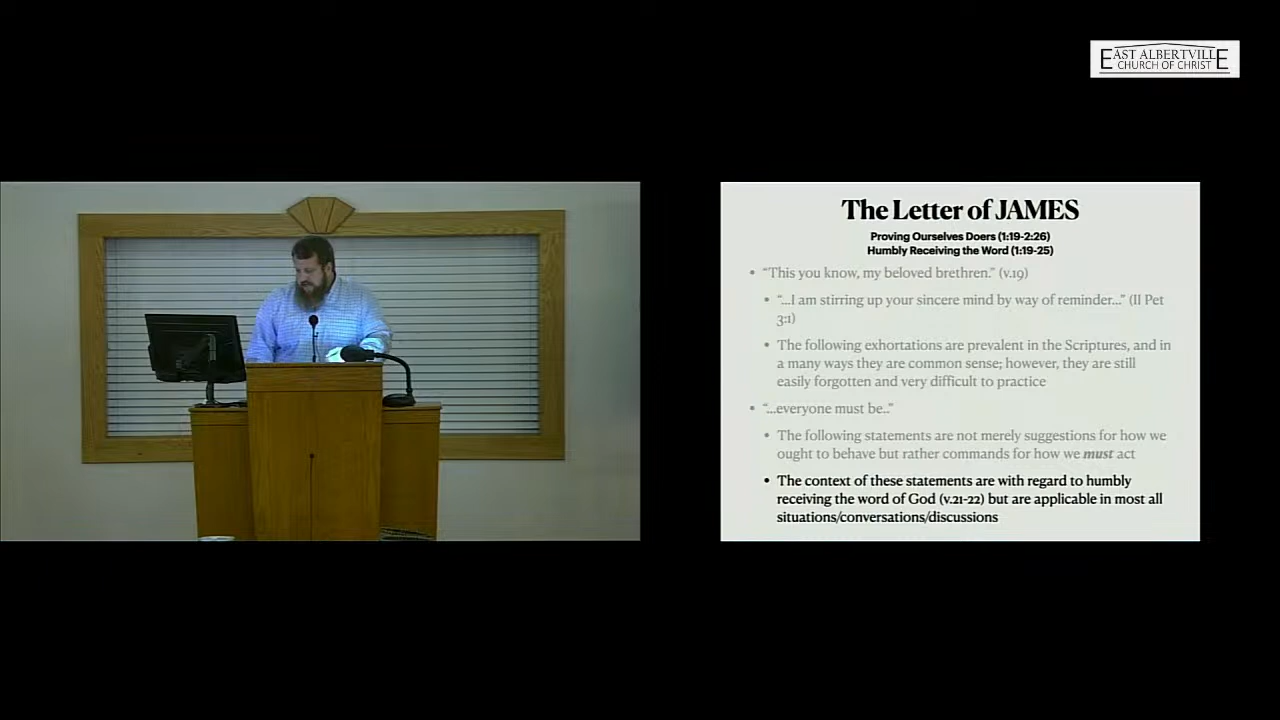 EAST ALBERTVILLE
CHURCH OF CHRIST
The Letter of JAMES
Proving Ourselves Doers (1:19-2:26)
Humbly Receiving the Word (1:19-25)
• “This you know, my beloved brethren.” (v.19)
• “...I am stirring up your sincere mind by way of reminder...” (II Pet
3:1)
• The following exhortations are prevalent in the Scriptures, and in
a many ways they are common sense; however, they are still
easily forgotten and very difficult to practice
• “...everyone must be..”
• The following statements are not merely suggestions for how we
ought to behave but rather commands for how we must act
• The context of these statements are with regard to humbly
receiving the word of God (v.21-22) but are applicable in most all
situations/conversations/discussions